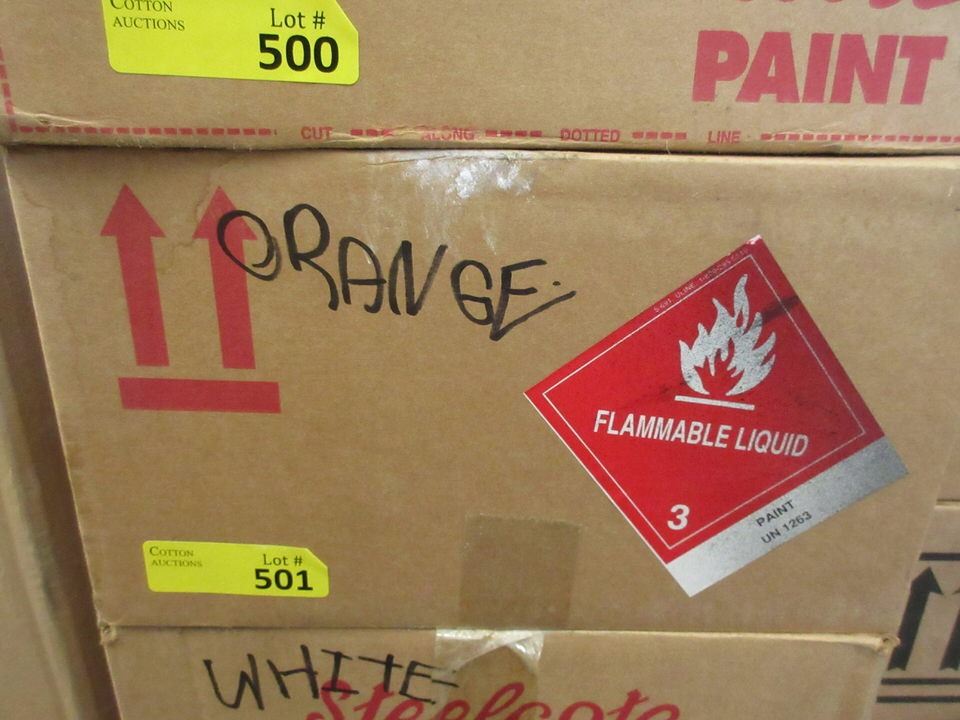 COTTON
AUCTIONS
Lot #
500
PAINT
CUT ALONG DOTTED LINE
ORANGE
FLAMMABLE LIQUID
3
PAINT
UN 1263
COTTON
AUCTIONS
Lot #
501
WHITE
Steelcote